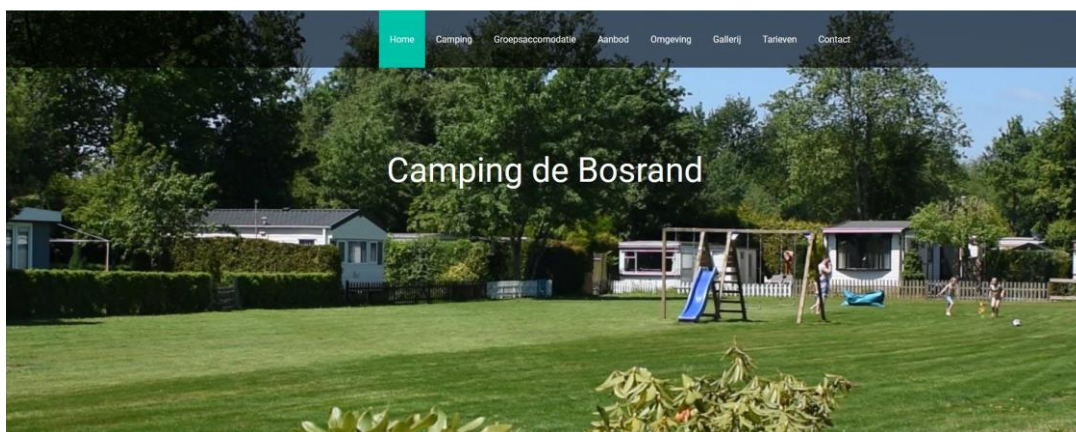 Home Camping Groepsaccomodatie Aanbod Omgeving Gallerij Tarieven Contact
Camping de Bosrand